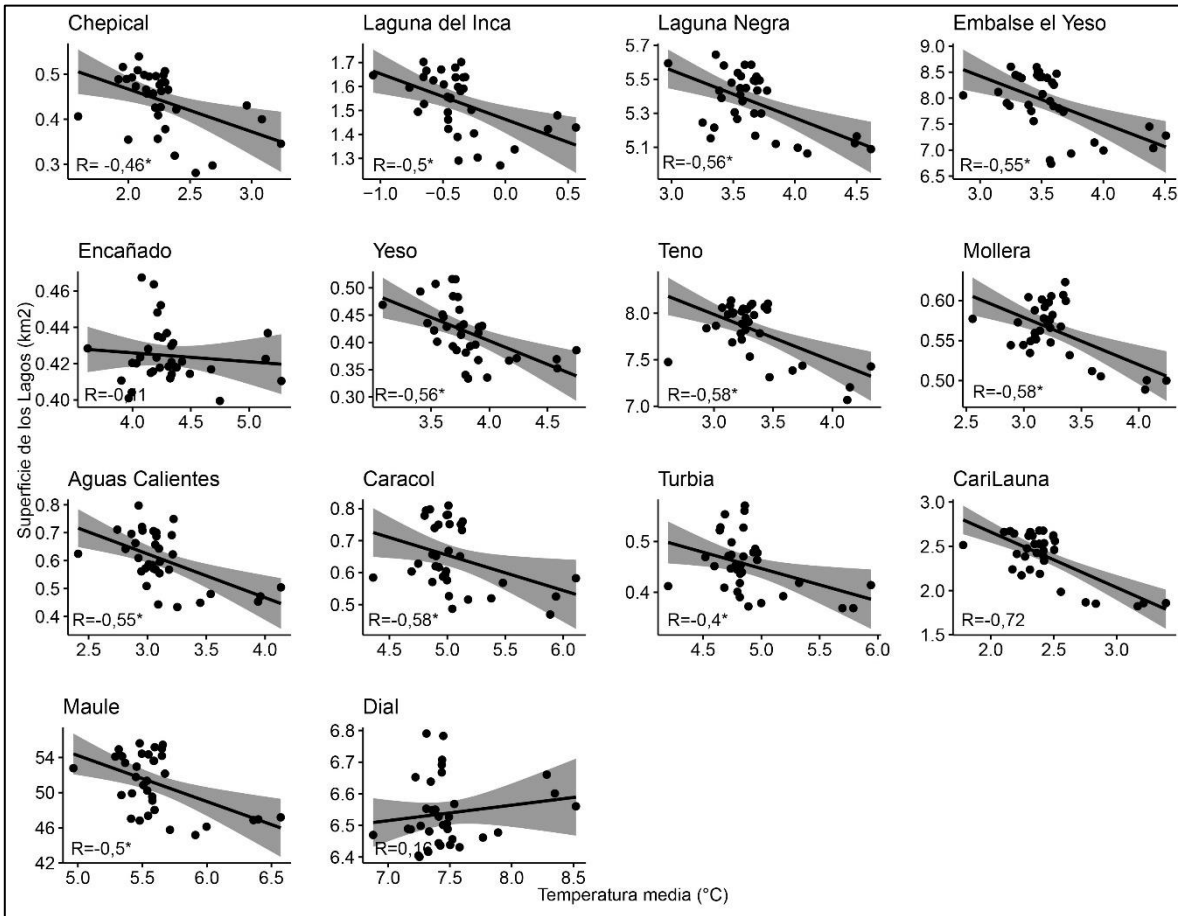 Chepical
Laguna del Inca
Laguna Negra
Embalse el Yeso
0.5
0.4
0.3
R= -0,46*
2.0 2.5 3.0
1.7
1.6
1.5
1.4
1.3
R=-0,5*
−1.0 −0.5 0.0 0.5
5.7
5.5
5.3
5.1
R=-0,56*
3.0 3.5 4.0 4.5
9.0
8.5
8.0
7.5
7.0
6.5
R=-0,55*
3.0 3.5 4.0 4.5
Superficie de los Lagos (km2)
Encañado
Yeso
Teno
Mollera
0.46
0.44
0.42
0.40
R=-0,11
4.0 4.5 5.0
0.50
0.45
0.40
0.35
0.30
R=-0,56*
3.5 4.0 4.5
8.0
7.5
7.0
R=-0,58*
3.0 3.5 4.0
0.60
0.55
0.50
R=-0,58*
2.5 3.0 3.5 4.0
Aguas Calientes
Caracol
Turbia
CariLauna
0.8
0.7
0.6
0.5
0.4
R=-0,55*
2.5 3.0 3.5 4.0
0.8
0.7
0.6
0.5
R=-0,58*
4.5 5.0 5.5 6.0
0.5
0.4
R=-0,4*
4.5 5.0 5.5 6.0
3.0
2.5
2.0
1.5
R=-0,72
2.0 2.5 3.0
Maule
Dial
54
50
46
42
R=-0,5*
5.0 5.5 6.0 6.5
6.8
6.7
6.6
6.5
6.4
R=0,16
7.0 7.5 8.0 8.5
Temperatura media (°C)